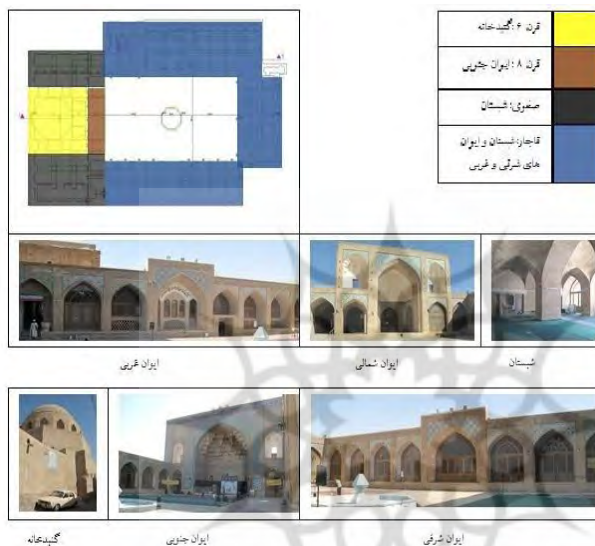 قرن ۶: گنبدخانه
قرن ۸ : ایوان جنوبی
صفوی: شبستان
قاجار: شبستان و ایوان
های شرقی و غربی
ایوان غربی
ایوان شمالی
شبستان
گنبدخانه
ایوان جنوبی
ایوان شرقی